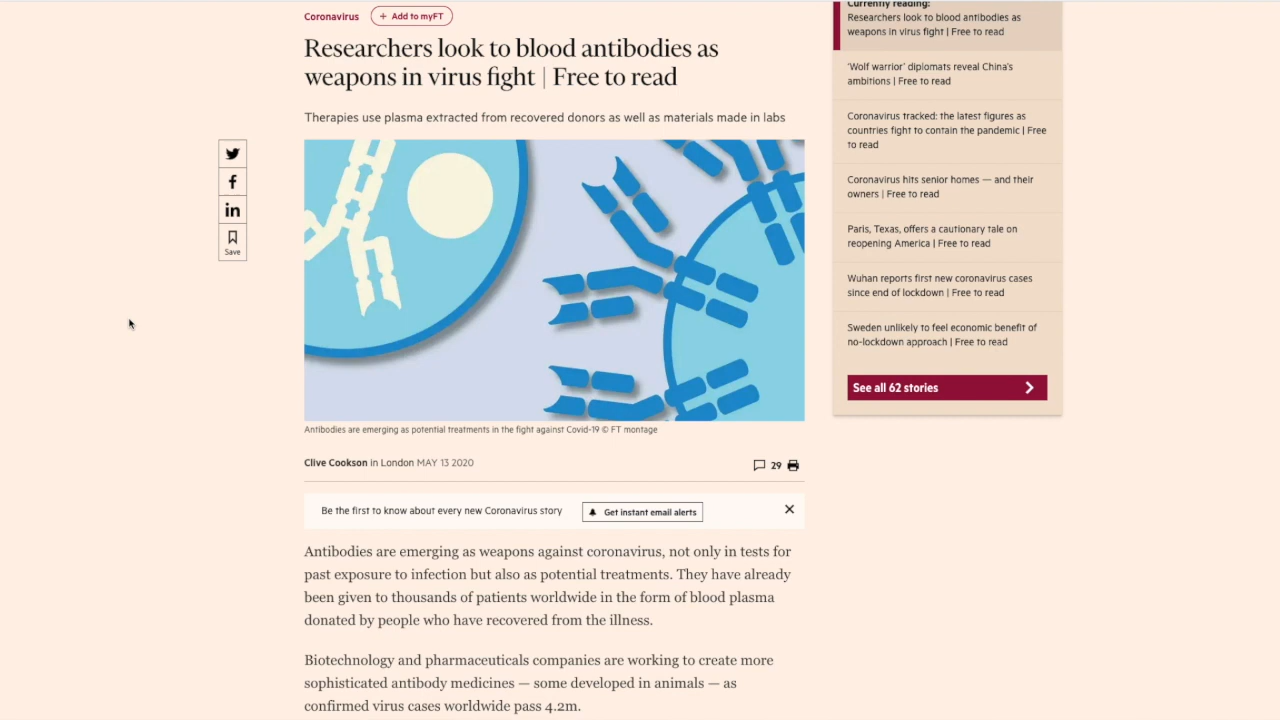 Coronavirus
+ Add to myFT
Researchers look to blood antibodies as
weapons in virus fight | Free to read
Therapies use plasma extracted from recovered donors as well as materials made in labs
Save
Antibodies are emerging as potential treatments in the fight against Covid-19 © FT montage
Clive Cookson in London MAY 13 2020
29
Be the first to know about every new Coronavirus story
Get instant email alerts
Antibodies are emerging as weapons against coronavirus, not only in tests for
past exposure to infection but also as potential treatments. They have already
been given to thousands of patients worldwide in the form of blood plasma
donated by people who have recovered from the illness.
Biotechnology and pharmaceuticals companies are working to create more
sophisticated antibody medicines — some developed in animals — as
confirmed virus cases worldwide pass 4.2m.
Currently reading:
Researchers look to blood antibodies as
weapons in virus fight | Free to read
‘Wolf warrior’ diplomats reveal China’s
ambitions | Free to read
Coronavirus tracked: the latest figures as
countries fight to contain the pandemic | Free
to read
Coronavirus hits senior homes — and their
owners | Free to read
Paris, Texas, offers a cautionary tale on
reopening America | Free to read
Wuhan reports first new coronavirus cases
since end of lockdown | Free to read
Sweden unlikely to feel economic benefit of
no-lockdown approach | Free to read
See all 62 stories